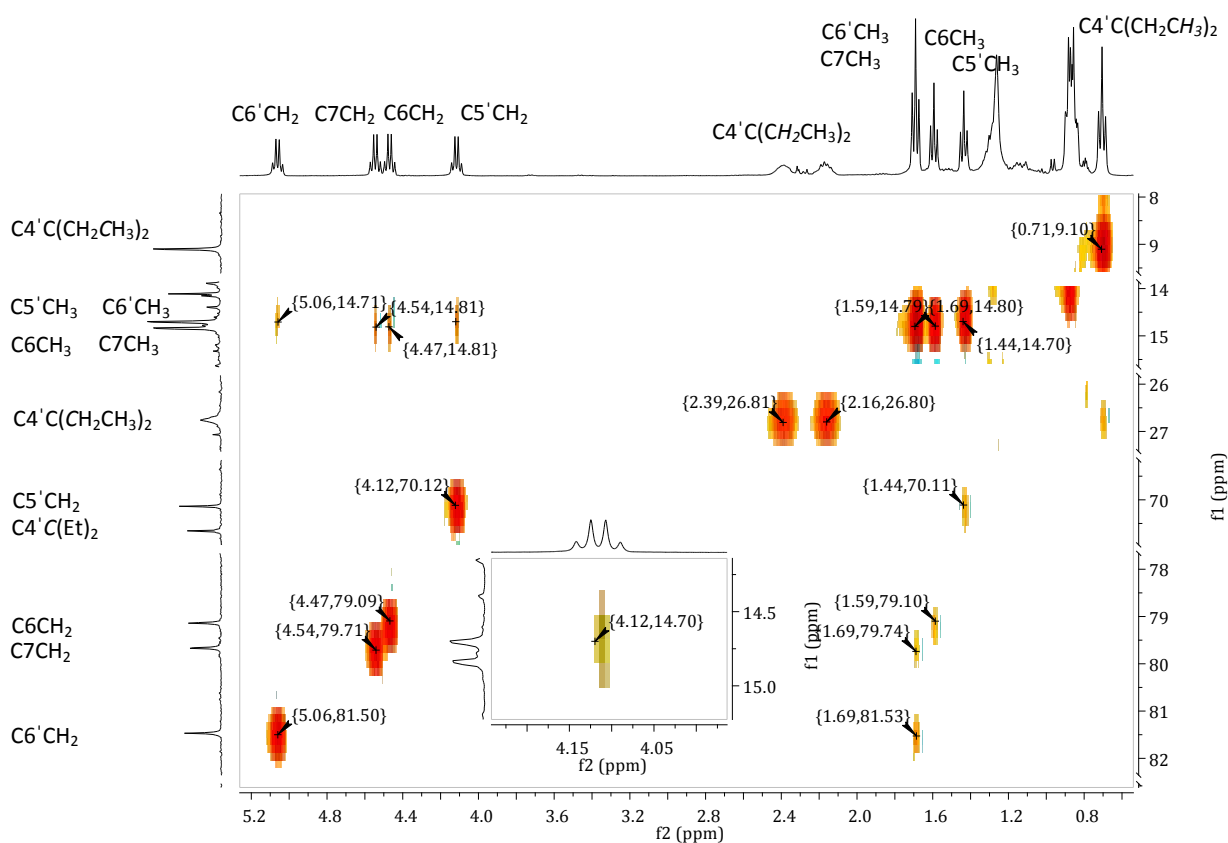 C6'CH₃ C6CH₃ C4'C(CH₂CH₃)₂
C7CH₃ C5'CH₃
C6'CH₂ C7CH₂ C6CH₂ C5'CH₂ C4'C(CH₂CH₃)₂
C4'C(CH₂CH₃)₂
C5'CH₃ C6'CH₃
C6CH₃ C7CH₃
C4'C(CH₂CH₃)₂
C5'CH₂
C4'C(Et)₂
C6CH₂
C7CH₂
C6'CH₂
{0.71,9.10}
{5.06,14.71} {4.54,14.81} {1.59,14.79} {1.69,14.80}
{4.47,14.81} {1.44,14.70}
{2.39,26.81} {2.16,26.80}
{4.12,70.12} {1.44,70.11}
{4.47,79.09} {1.59,79.10}
{4.54,79.71} {1.69,79.74}
{5.06,81.50} {1.69,81.53}
{4.12,14.70}
14.5
15.0
f1 (ppm)
4.15 4.05
f2 (ppm)
8
9
14
15
26
27
70
78
79
80
81
82
f1 (ppm)
5.2 4.8 4.4 4.0 3.6 3.2 2.8 2.4 2.0 1.6 1.2 0.8
f2 (ppm)